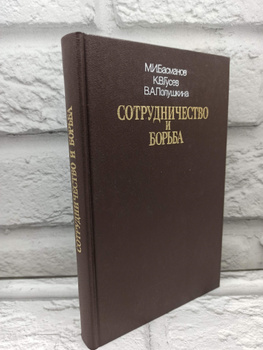 М.И.Басманов
К.В.Гусев
В.А.Полушкина
СОТРУДНИЧЕСТВО
И
БОРЬБА
СОТРУДНИЧЕСТВО И БОРЬБА